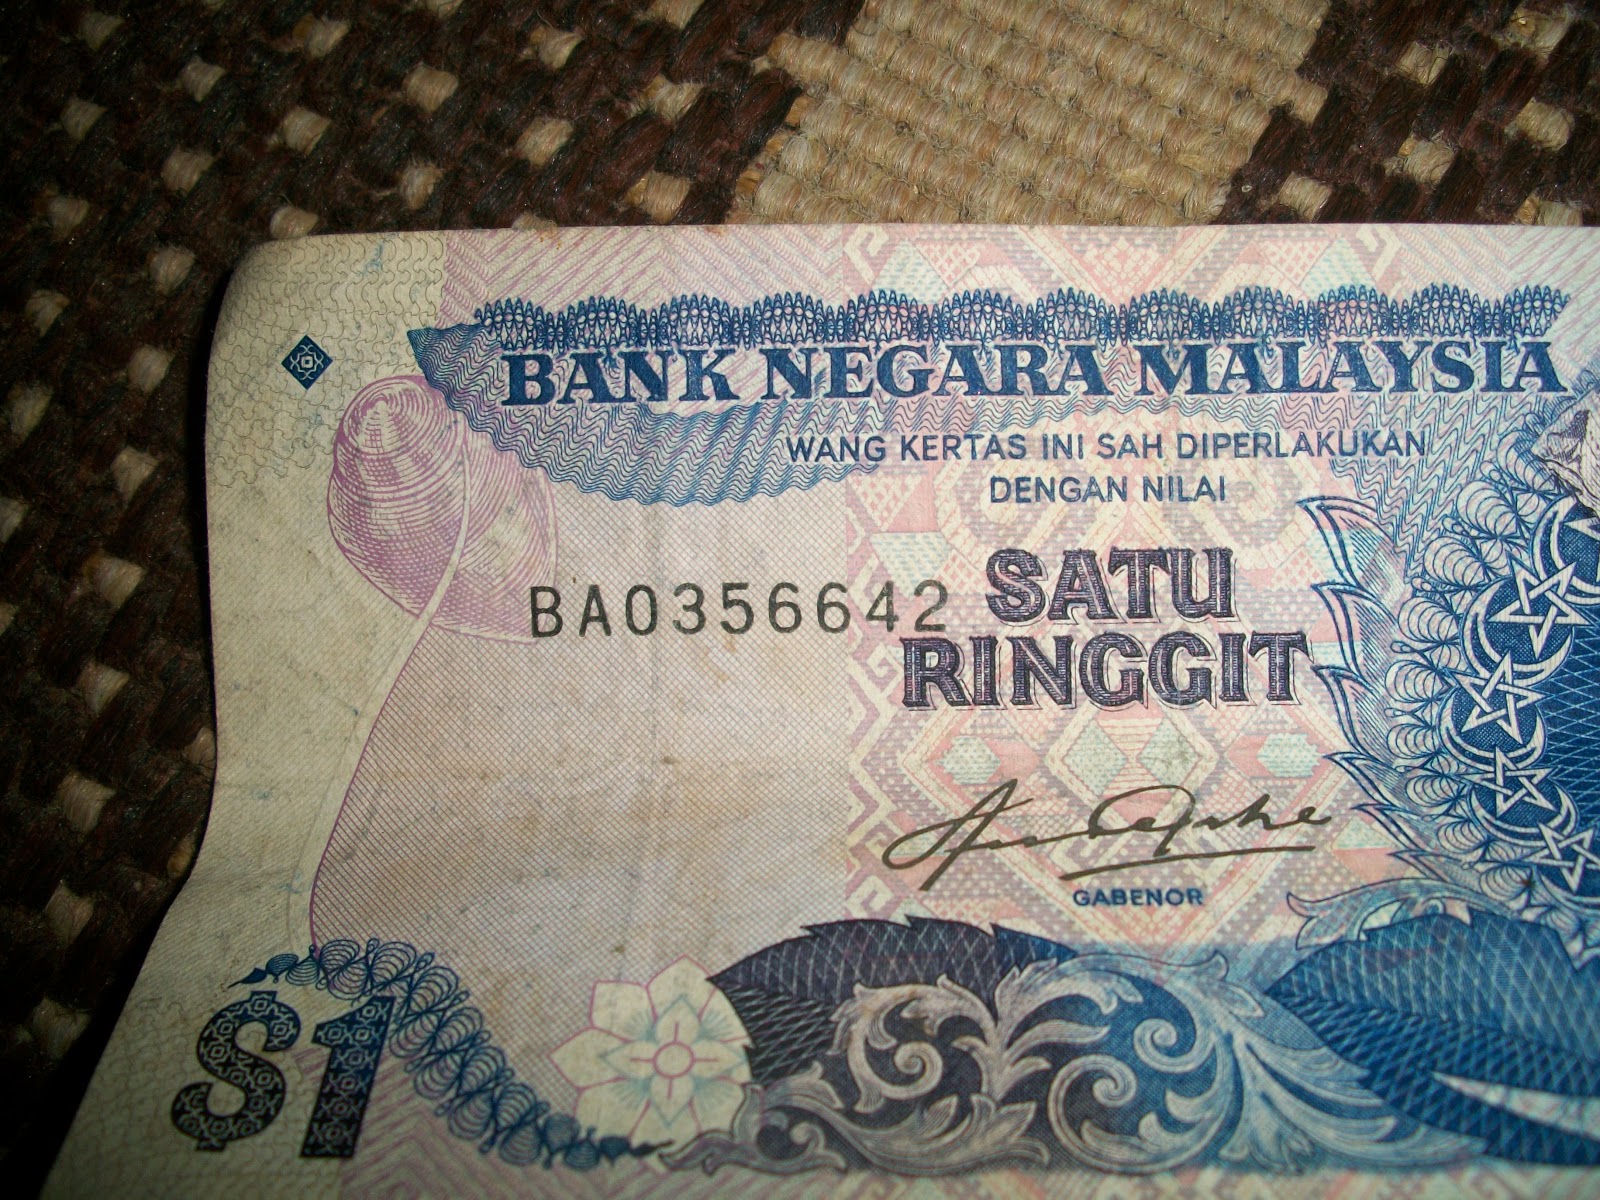 BANK NEGARA MALAYSIA
WANG KERTAS INI SAH DIPERLAKUKAN
DENGAN NILAI
BA0356642
SATU
RINGGIT
GABENOR
$1